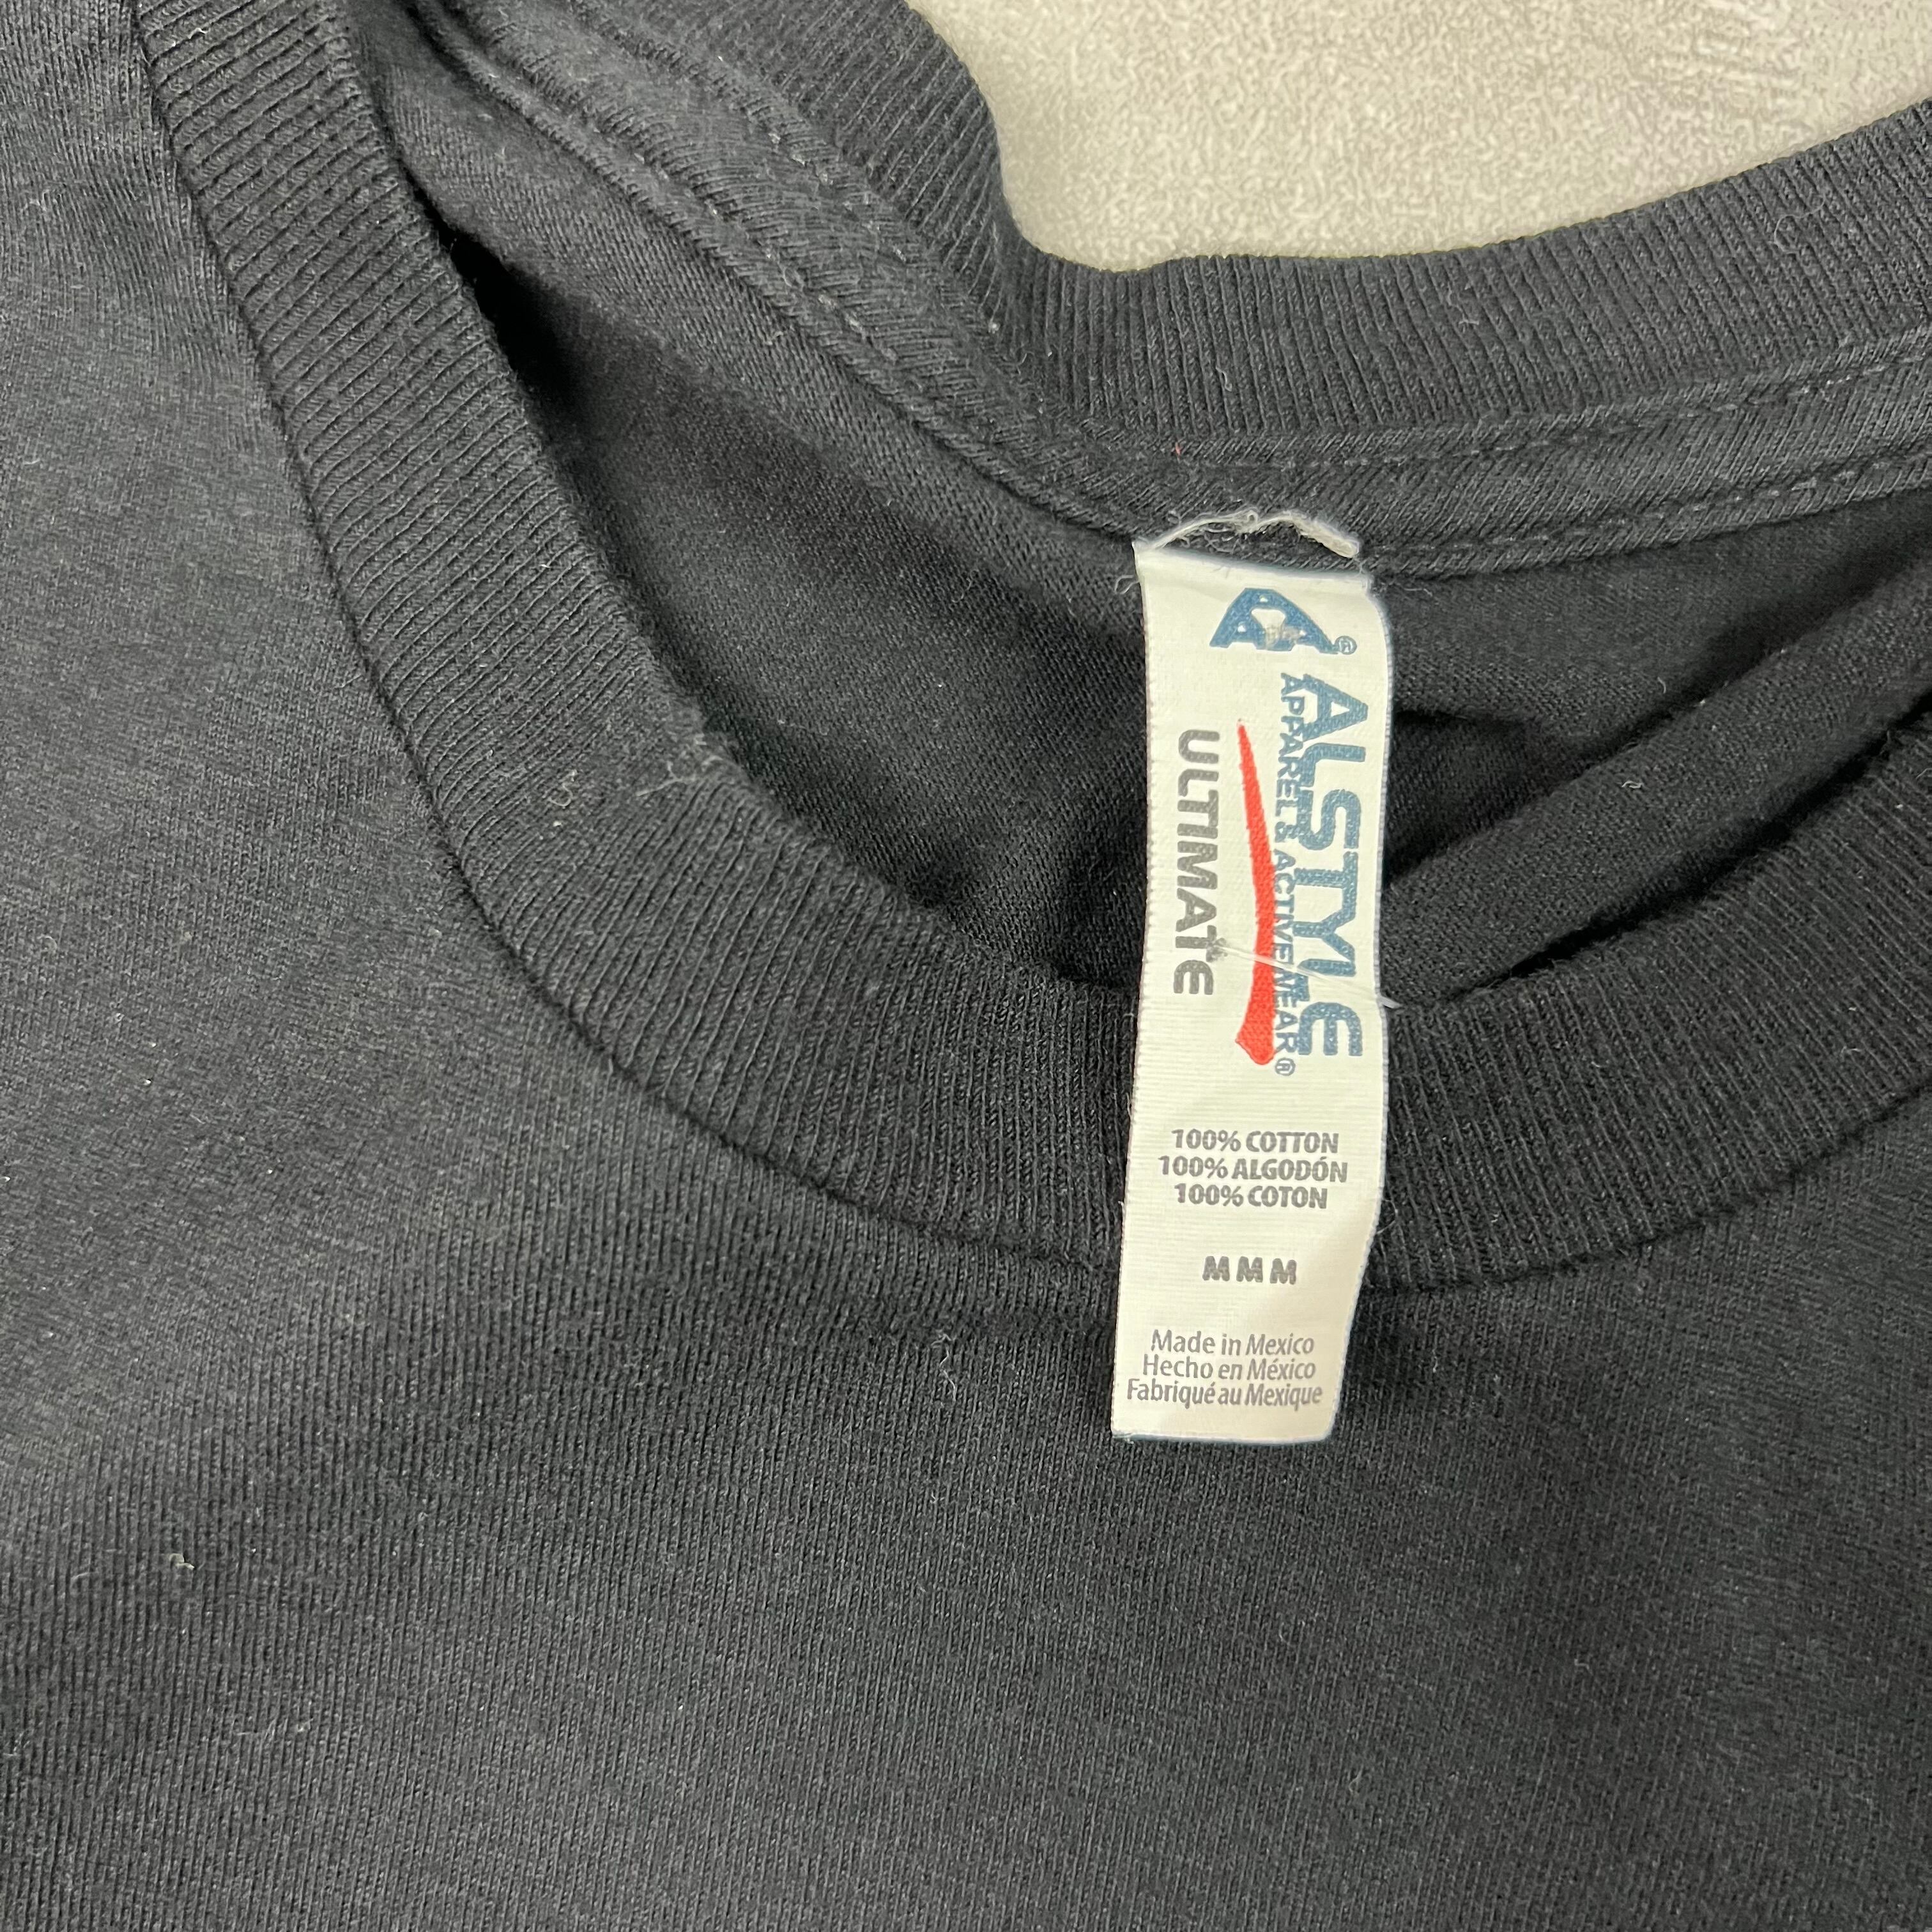 ALSTYLE
APPAREL & ACTIVEWEAR®
ULTIMATE
100% COTTON
100% ALGODÓN
100% COTON
M M M
Made in Mexico
Hecho en México
Fabriqué au Mexique